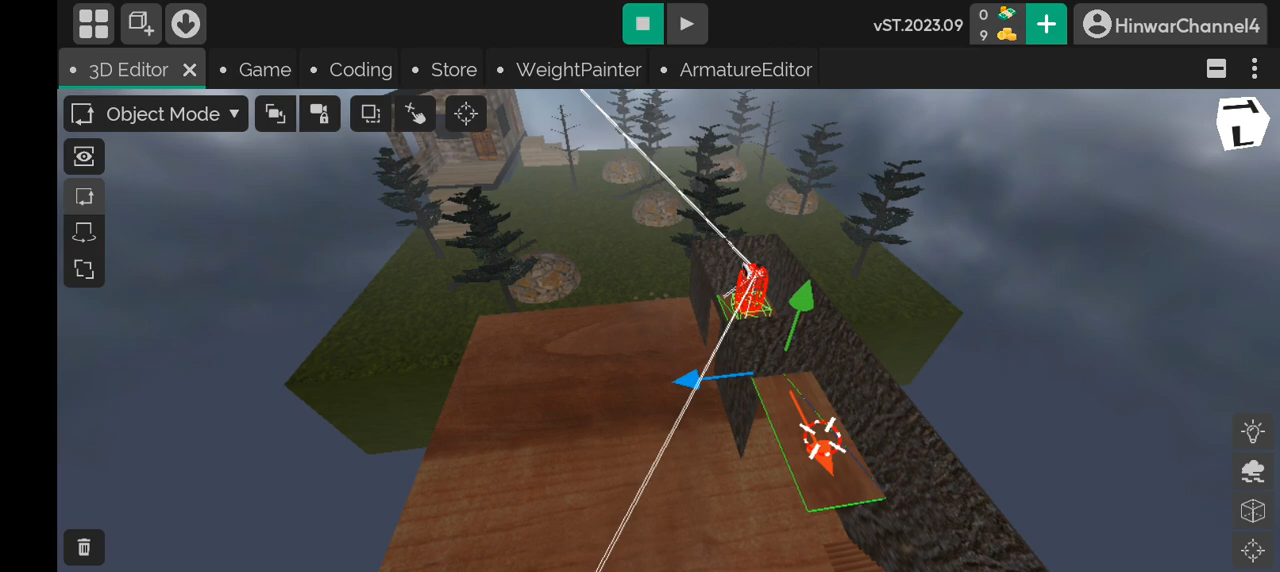 vST.2023.09
0
9
HinwarChannel4
3D Editor
Game
Coding
Store
WeightPainter
ArmatureEditor
Object Mode
L